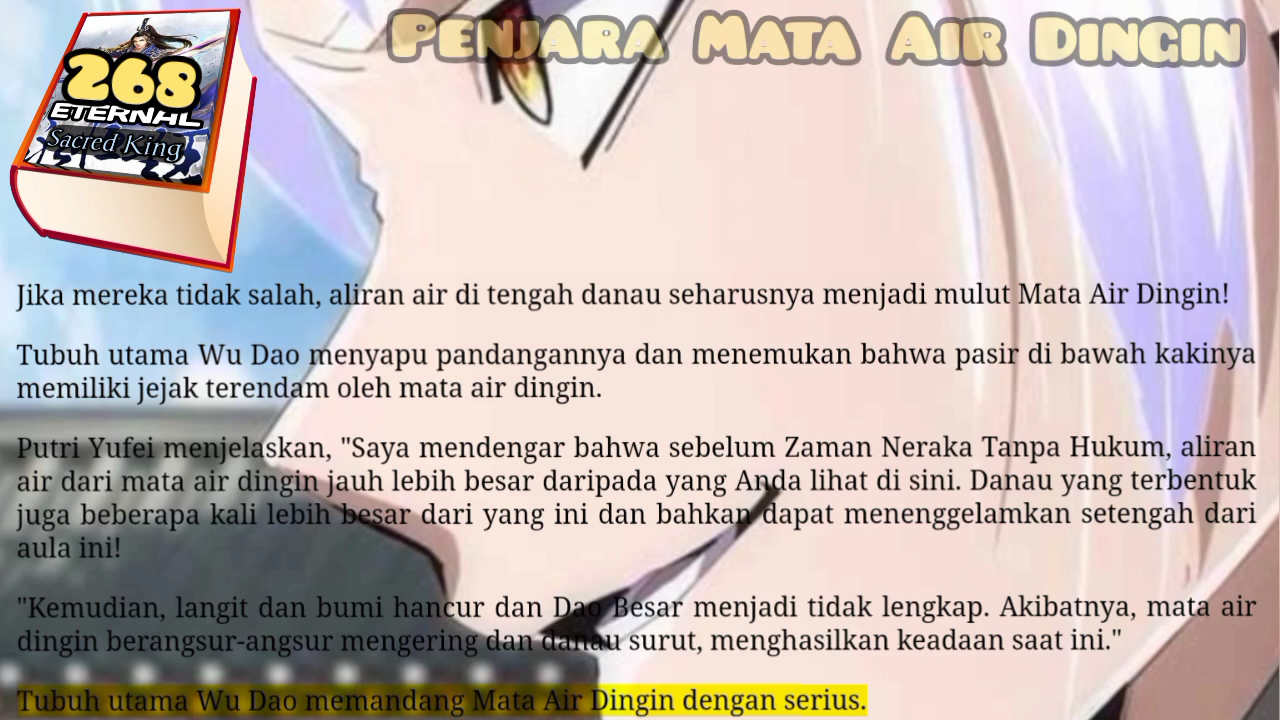 Penjara Mata Air Dingin
268
ETERNAL
Sacred King
Jika mereka tidak salah, aliran air di tengah danau seharusnya menjadi mulut Mata Air Dingin!
Tubuh utama Wu Dao menyapu pandangannya dan menemukan bahwa pasir di bawah kakinya
memiliki jejak terendam oleh mata air dingin.
Putri Yufei menjelaskan, "Saya mendengar bahwa sebelum Zaman Neraka Tanpa Hukum, aliran
air dari mata air dingin jauh lebih besar daripada yang Anda lihat di sini. Danau yang terbentuk
juga beberapa kali lebih besar dari yang ini dan bahkan dapat menenggelamkan setengah dari
aula ini!
"Kemudian, langit dan bumi hancur dan Dao Besar menjadi tidak lengkap. Akibatnya, mata air
dingin berangsur-angsur mengering dan danau surut, menghasilkan keadaan saat ini."
Tubuh utama Wu Dao memandang Mata Air Dingin dengan serius.